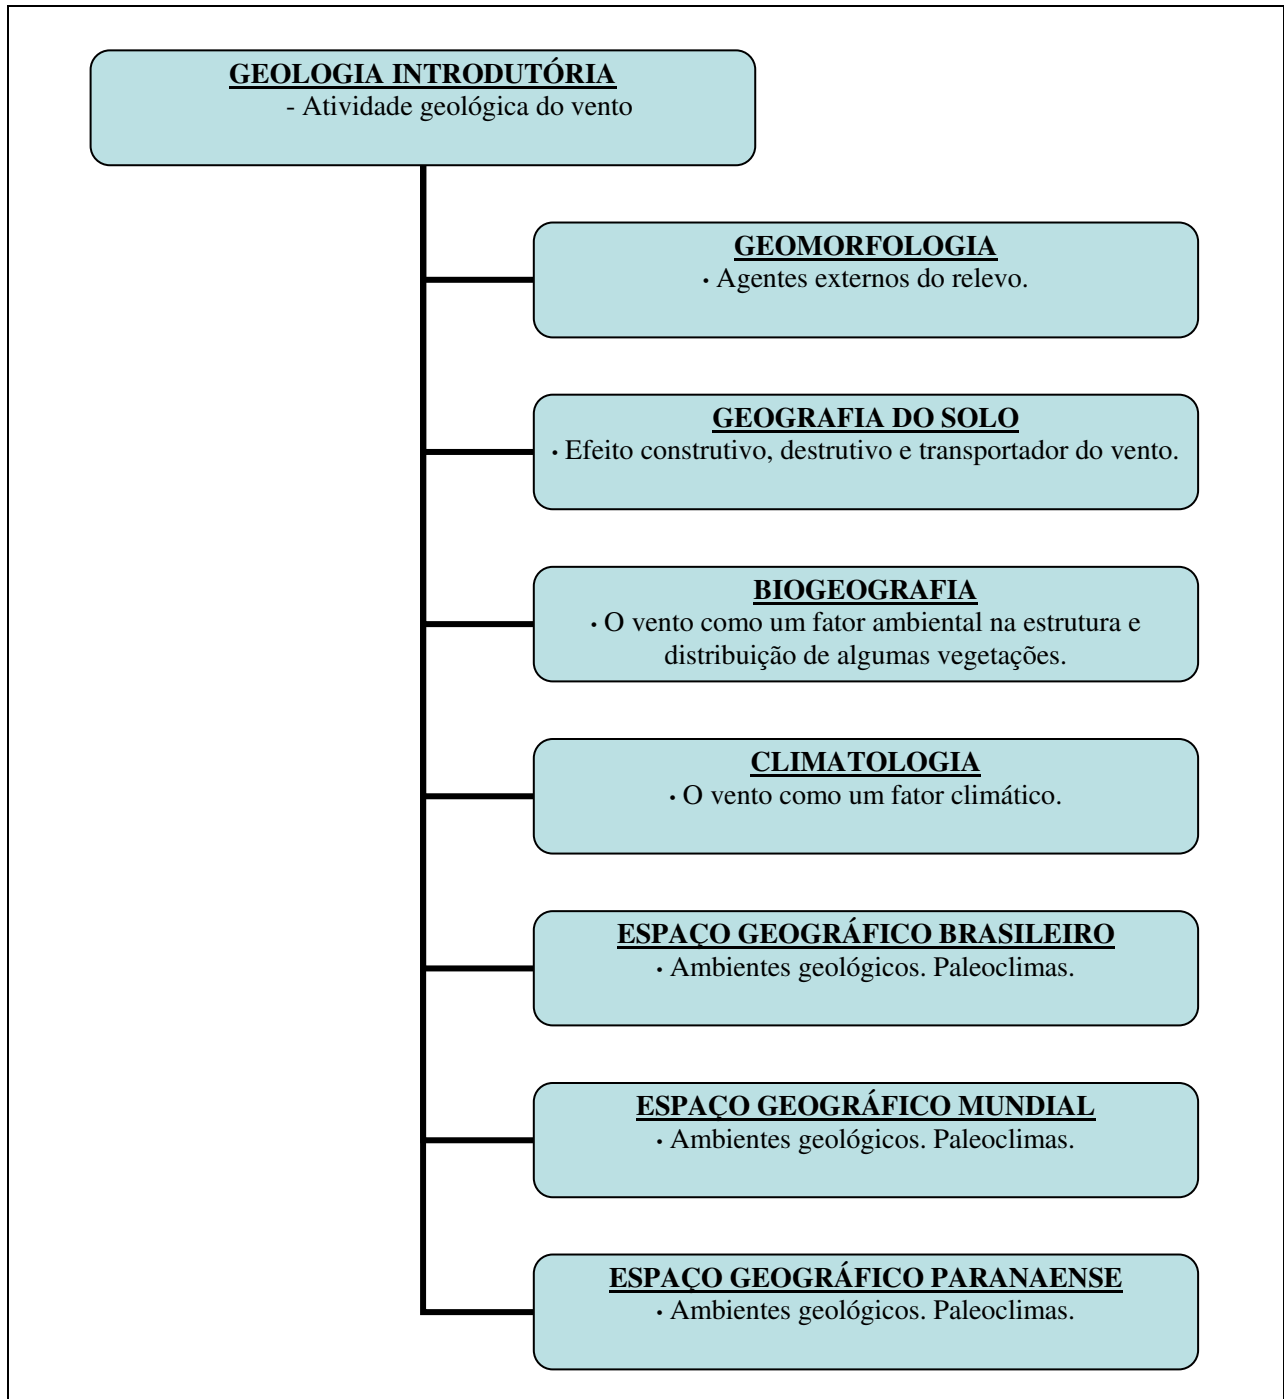 GEOLOGIA INTRODUTÓRIA
- Atividade geológica do vento
GEOMORFOLOGIA
• Agentes externos do relevo.
GEOGRAFIA DO SOLO
• Efeito construtivo, destrutivo e transportador do vento.
BIOGEOGRAFIA
• O vento como um fator ambiental na estrutura e
distribuição de algumas vegetações.
CLIMATOLOGIA
• O vento como um fator climático.
ESPAÇO GEOGRÁFICO BRASILEIRO
• Ambientes geológicos. Paleoclimas.
ESPAÇO GEOGRÁFICO MUNDIAL
• Ambientes geológicos. Paleoclimas.
ESPAÇO GEOGRÁFICO PARANAENSE
• Ambientes geológicos. Paleoclimas.